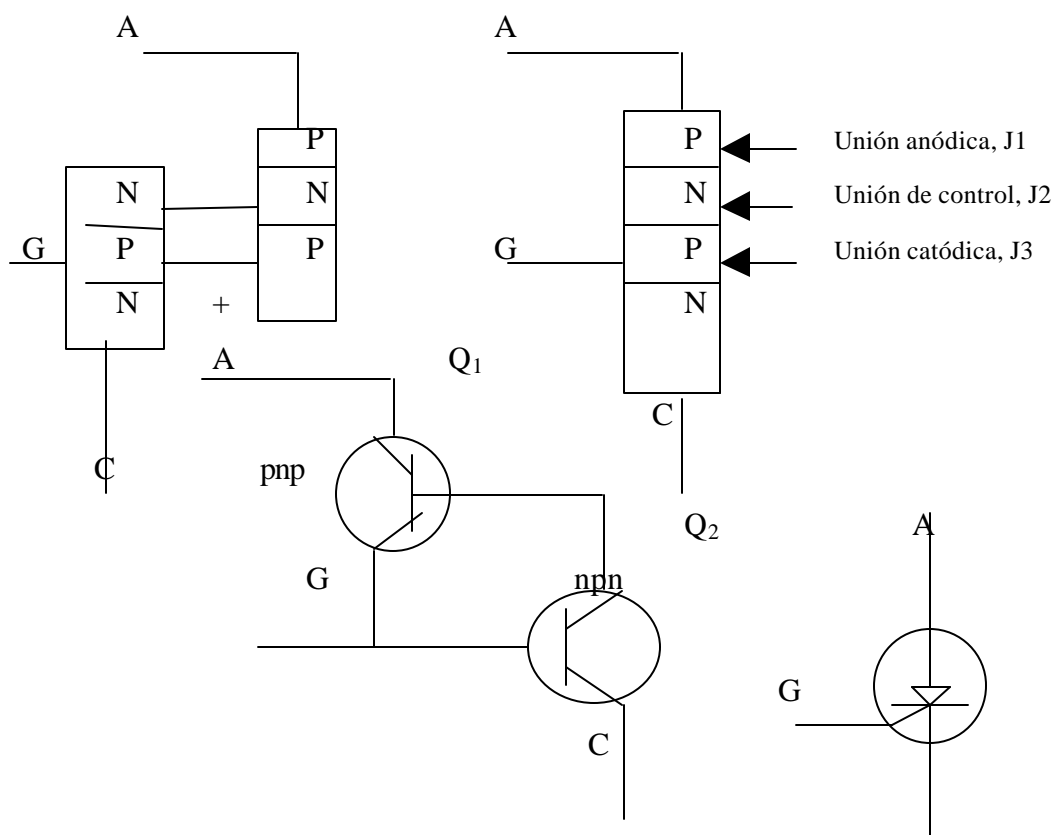 A
A
P
P
Unión anódica, J1
N
N
N
Unión de control, J2
G
P
P
G
P
Unión catódica, J3
N
+
N
A
Q₁
C
C
pnp
Q₂
A
G
npn
G
C